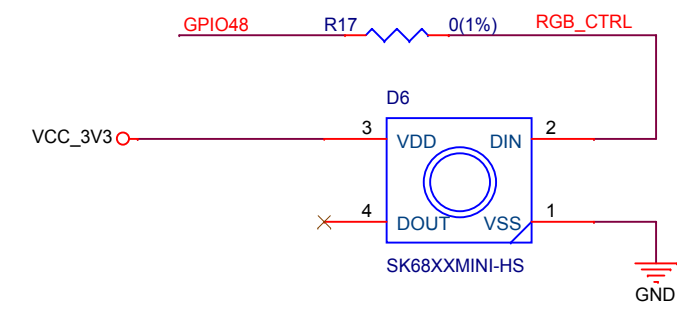 GPIO48 R17 0(1%) RGB_CTRL
D6
VCC_3V3 3 VDD DIN 2
4 DOUT VSS 1
SK68XXMINI-HS
GND